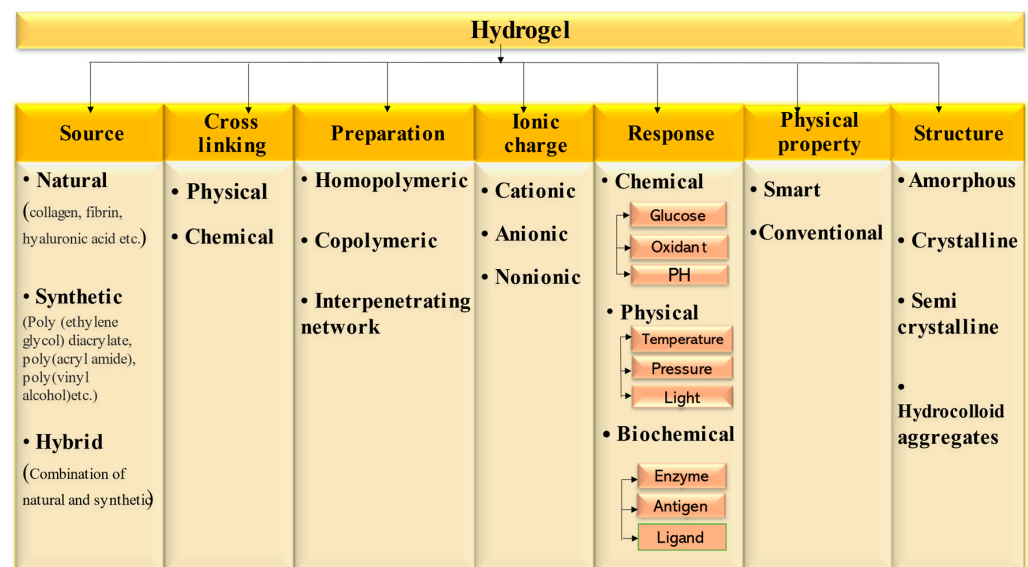 Hydrogel
Source
• Natural
(collagen, fibrin,
hyaluronic acid etc.)
• Synthetic
(Poly (ethylene
glycol) diacrylate,
poly(acryl amide),
poly(vinyl
alcohol)etc.)
• Hybrid
(Combination of
natural and synthetic)
Cross
linking
• Physical
• Chemical
Preparation
• Homopolymeric
• Copolymeric
• Interpenetrating
network
Ionic
charge
• Cationic
• Anionic
• Nonionic
Response
• Chemical
Glucose
Oxidant
PH
• Physical
Temperature
Pressure
Light
• Biochemical
Enzyme
Antigen
Ligand
Physical
property
• Smart
•Conventional
Structure
•Amorphous
• Crystalline
• Semi
crystalline
•
Hydrocolloid
aggregates